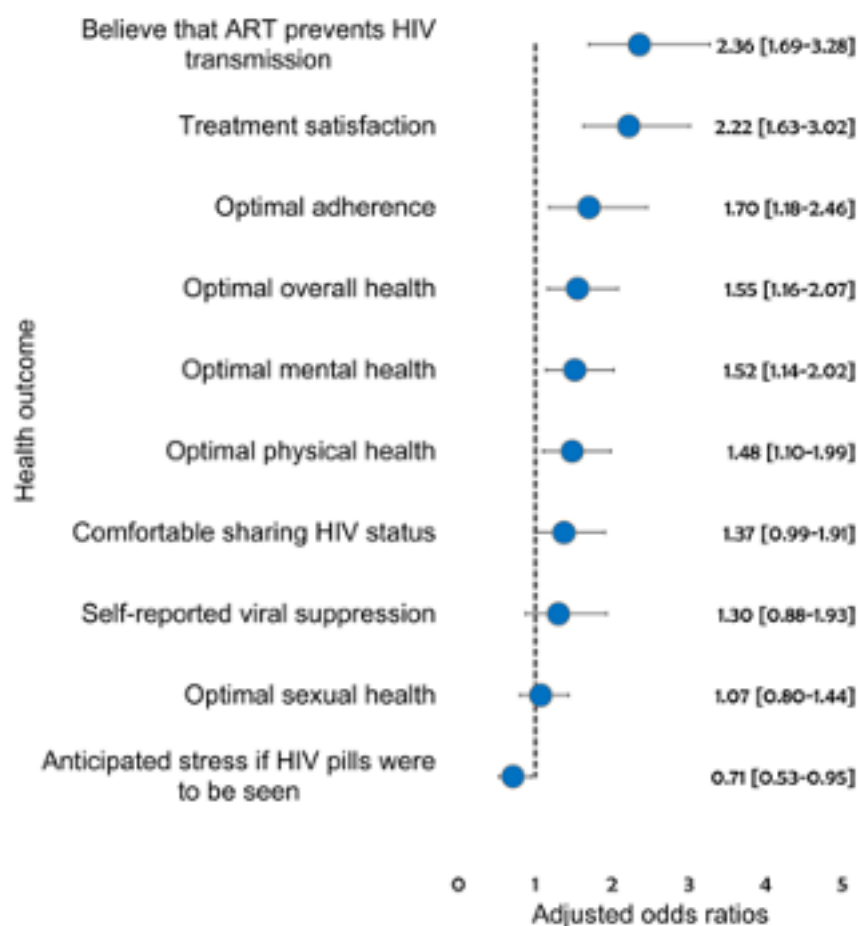 Believe that ART prevents HIV
transmission
2.36 [1.69-3.28]
Treatment satisfaction
2.22 [1.63-3.02]
Optimal adherence
1.70 [1.18-2.46]
Optimal overall health
1.55 [1.16-2.07]
Optimal mental health
1.52 [1.14-2.02]
Optimal physical health
1.48 [1.10-1.99]
Comfortable sharing HIV status
1.37 [0.99-1.91]
Self-reported viral suppression
1.30 [0.88-1.93]
Optimal sexual health
1.07 [0.80-1.44]
Anticipated stress if HIV pills were
to be seen
0.71 [0.53-0.95]
Health outcome
0 1 2 3 4 5
Adjusted odds ratios